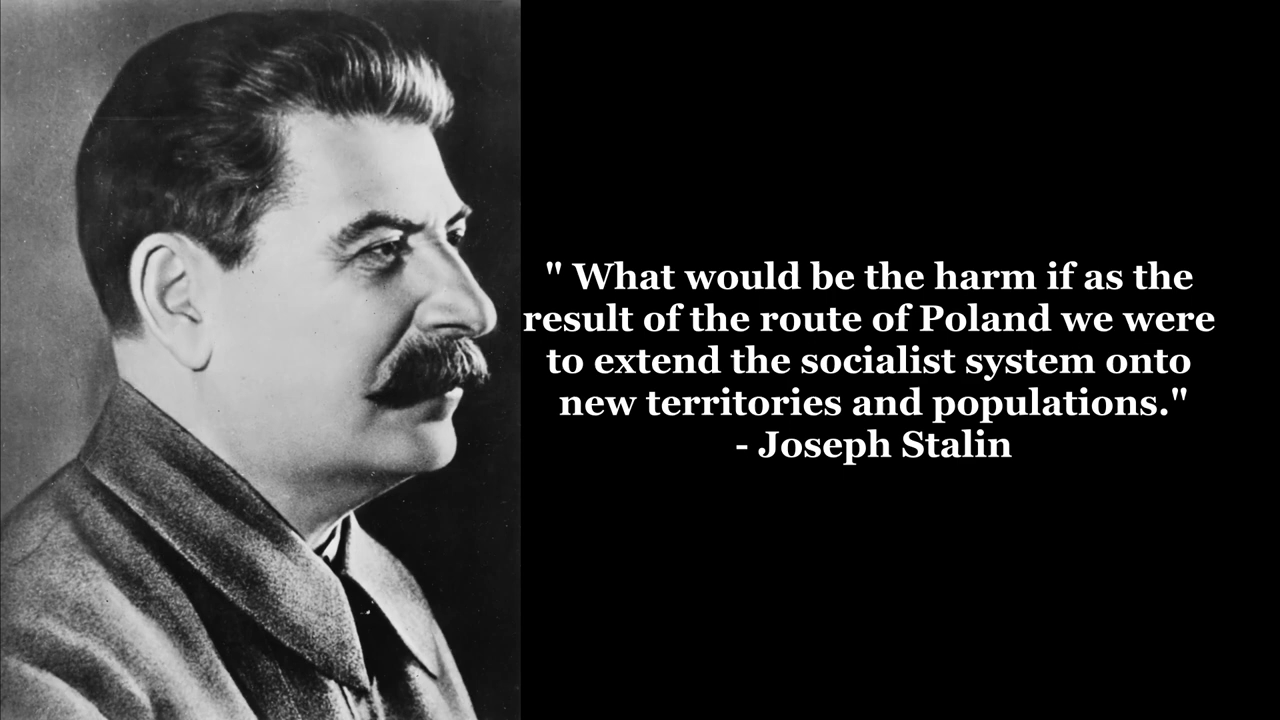 " What would be the harm if as the
result of the route of Poland we were
to extend the socialist system onto
new territories and populations."
- Joseph Stalin